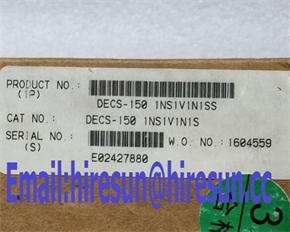 PRODUCT NO.:
(1P)
DECS-150 1NS1V1N1SS
CAT NO: DECS-150 1NS1V1N1S
SERIAL NO.:
(S)
W.O. NO.: 1604559
E02427880
Email:hiresun@hiresun.cc
3